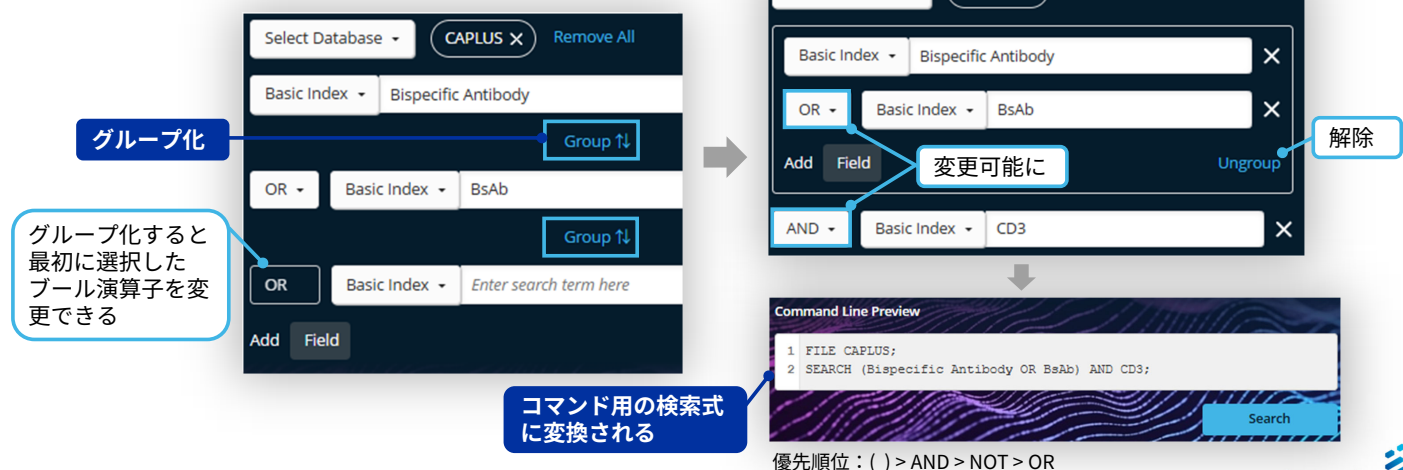 Select Database
CAPLUS ×
Remove All
Basic Index
Bispecific Antibody
グループ化
Group ↑↓
OR
Basic Index
BsAb
Group ↑↓
グループ化すると
最初に選択した
ブール演算子を変
更できる
OR
Basic Index
Enter search term here
Add Field
Basic Index
Bispecific Antibody
×
OR
Basic Index
BsAb
×
Add Field
変更可能に
Ungroup
解除
AND
Basic Index
CD3
×
Command Line Preview
1 FILE CAPLUS;
2 SEARCH (Bispecific Antibody OR BsAb) AND CD3;
コマンド用の検索式
に変換される
Search
優先順位：( ) > AND > NOT > OR